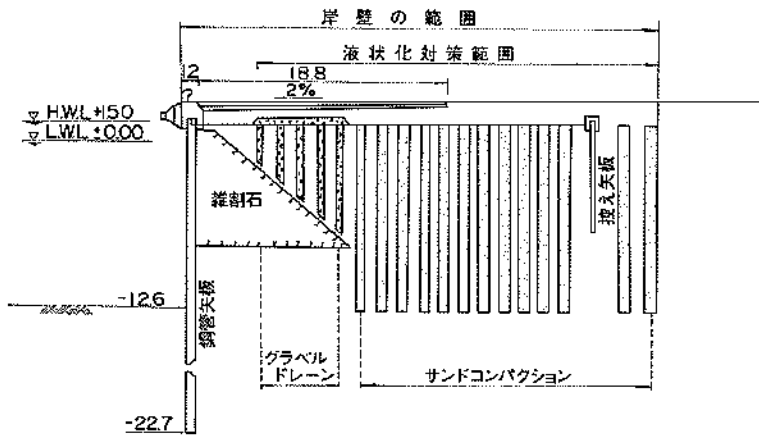 岸壁の範囲
液状化対策範囲
12
18.8
2%
H.W.L +1.50
L.W.L ±0.00
雑割石
控え矢板
-12.6
鋼管矢板
グラベル
ドレーン
サンドコンパクション
-22.7